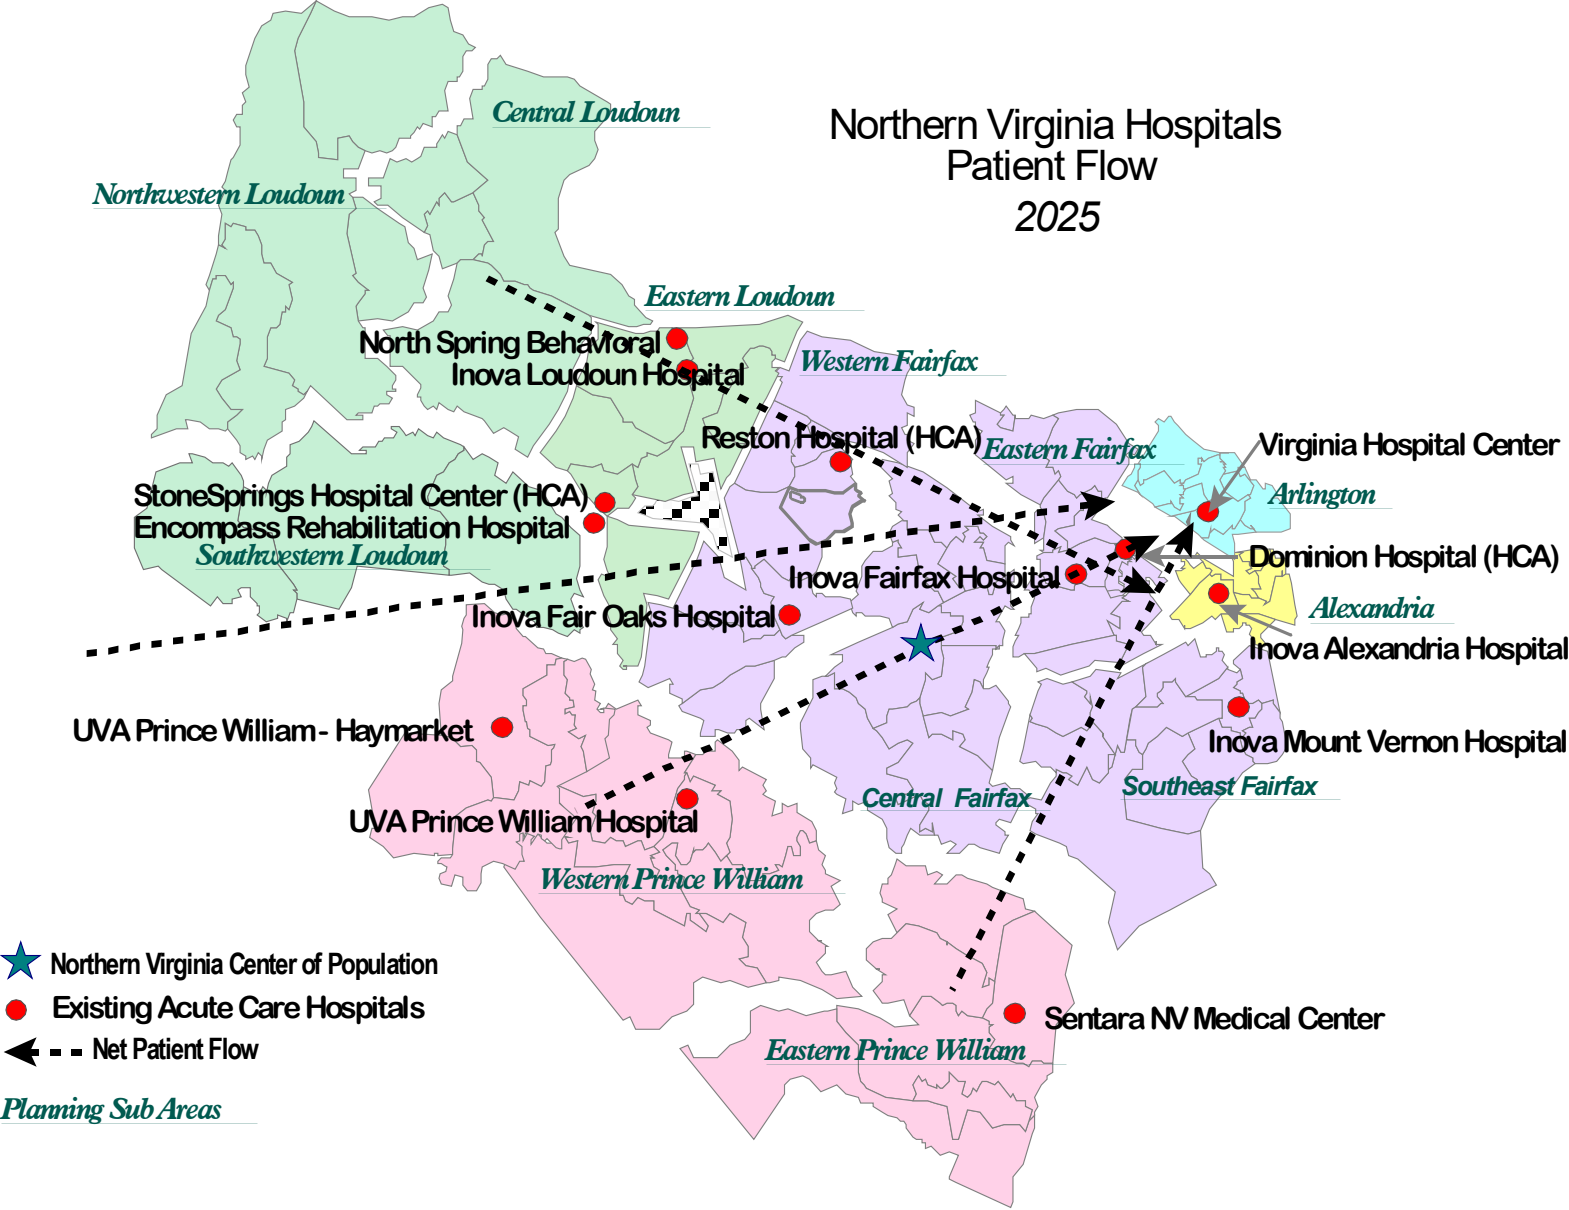 Northern Virginia Hospitals
Patient Flow
2025
Central Loudoun
Northwestern Loudoun
Eastern Loudoun
North Spring Behavioral
Inova Loudoun Hospital
Western Fairfax
Reston Hospital (HCA)
Eastern Fairfax
Virginia Hospital Center
Arlington
StoneSprings Hospital Center (HCA)
Encompass Rehabilitation Hospital
Southwestern Loudoun
Dominion Hospital (HCA)
Inova Fairfax Hospital
Inova Fair Oaks Hospital
Alexandria
Inova Alexandria Hospital
UVA Prince William - Haymarket
Inova Mount Vernon Hospital
Southeast Fairfax
Central Fairfax
UVA Prince William Hospital
Western Prince William
Northern Virginia Center of Population
Existing Acute Care Hospitals
Net Patient Flow
Planning Sub Areas
Sentara NV Medical Center
Eastern Prince William